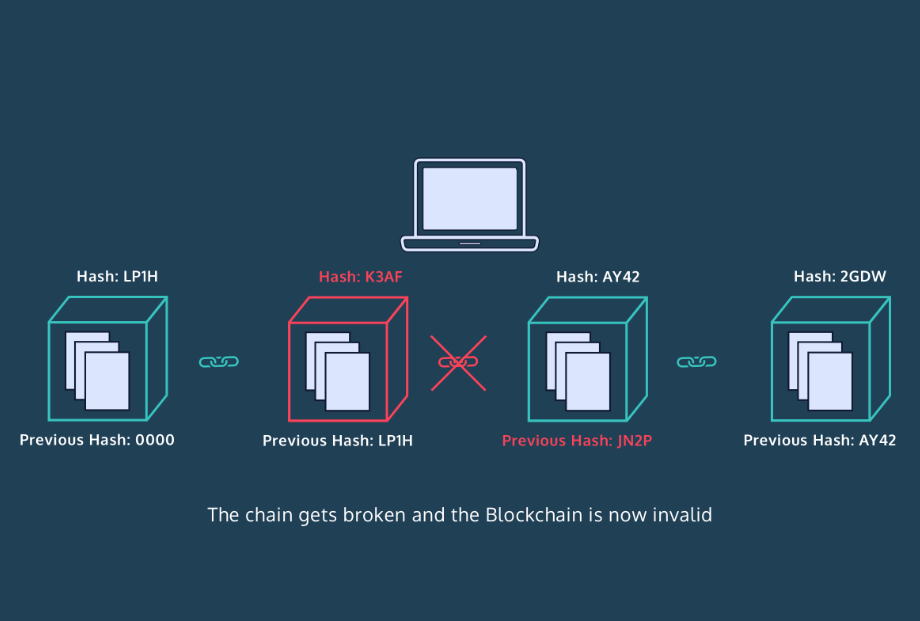 Hash: LP1H
Hash: K3AF
Hash: AY42
Hash: 2GDW
Previous Hash: 0000
Previous Hash: LP1H
Previous Hash: JN2P
Previous Hash: AY42
The chain gets broken and the Blockchain is now invalid